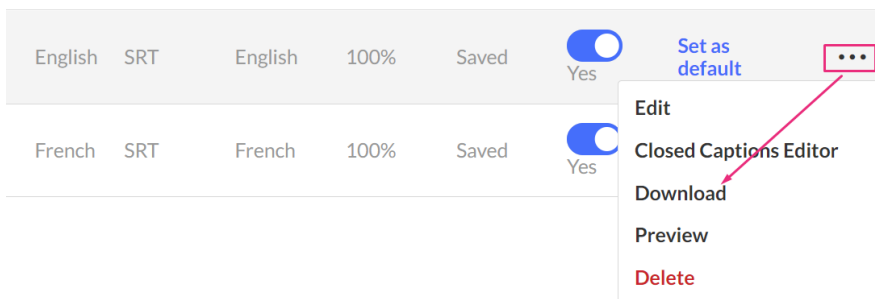 English SRT English 100% Saved Yes Set as default •••
French SRT French 100% Saved Yes
Edit
Closed Captions Editor
Download
Preview
Delete